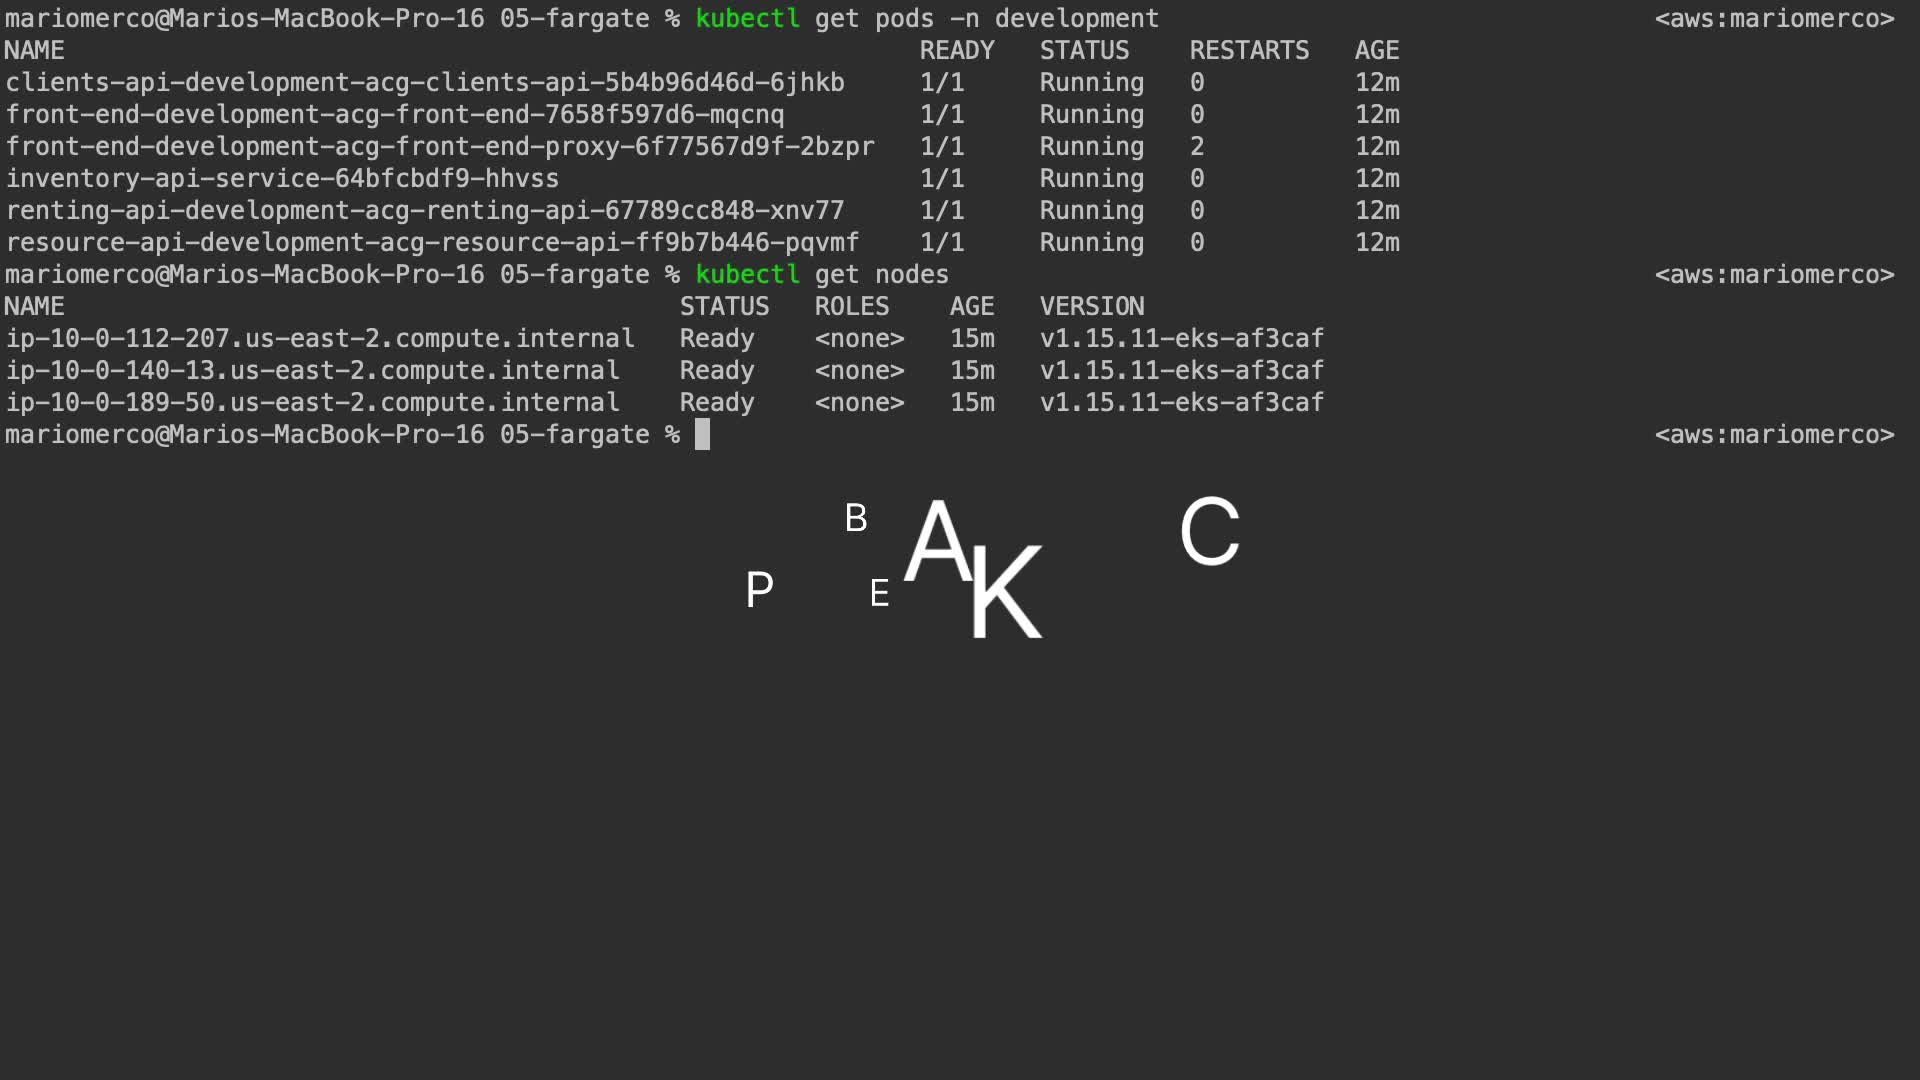 mariomerco@Marios-MacBook-Pro-16 05-fargate % kubectl get pods -n development <aws:mariomerco>
NAME READY STATUS RESTARTS AGE
clients-api-development-acg-clients-api-5b4b96d46d-6jhkb 1/1 Running 0 12m
front-end-development-acg-front-end-7658f597d6-mqcnq 1/1 Running 0 12m
front-end-development-acg-front-end-proxy-6f77567d9f-2bzpr 1/1 Running 2 12m
inventory-api-service-64bfcbdf9-hhvss 1/1 Running 0 12m
renting-api-development-acg-renting-api-67789cc848-xnv77 1/1 Running 0 12m
resource-api-development-acg-resource-api-ff9b7b446-pqvmf 1/1 Running 0 12m
mariomerco@Marios-MacBook-Pro-16 05-fargate % kubectl get nodes <aws:mariomerco>
NAME STATUS ROLES AGE VERSION
ip-10-0-112-207.us-east-2.compute.internal Ready <none> 15m v1.15.11-eks-af3caf
ip-10-0-140-13.us-east-2.compute.internal Ready <none> 15m v1.15.11-eks-af3caf
ip-10-0-189-50.us-east-2.compute.internal Ready <none> 15m v1.15.11-eks-af3caf
mariomerco@Marios-MacBook-Pro-16 05-fargate % <aws:mariomerco>
B A C
P E K